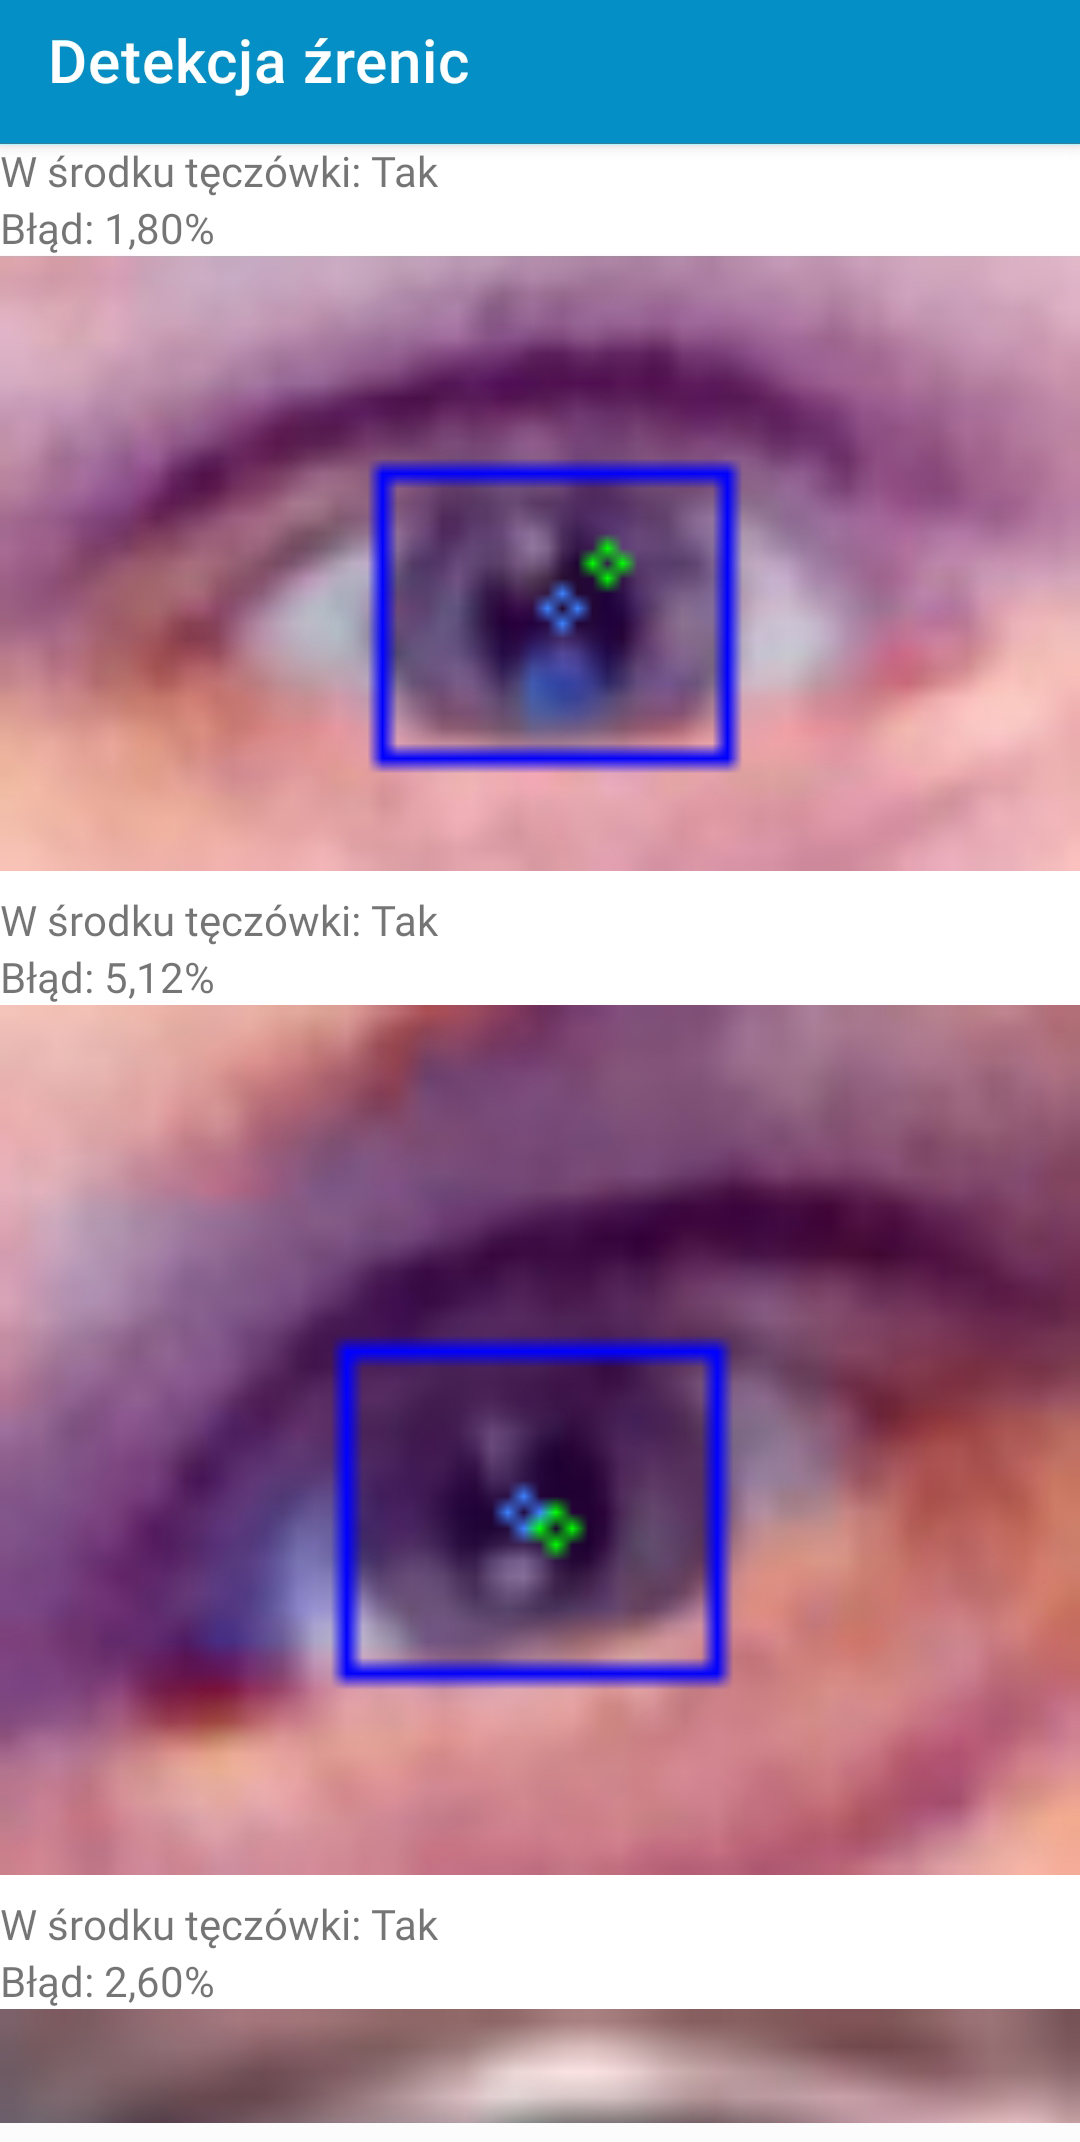 Detekcja źrenic
W środku tęczówki: Tak
Błąd: 1,80%
W środku tęczówki: Tak
Błąd: 5,12%
W środku tęczówki: Tak
Błąd: 2,60%